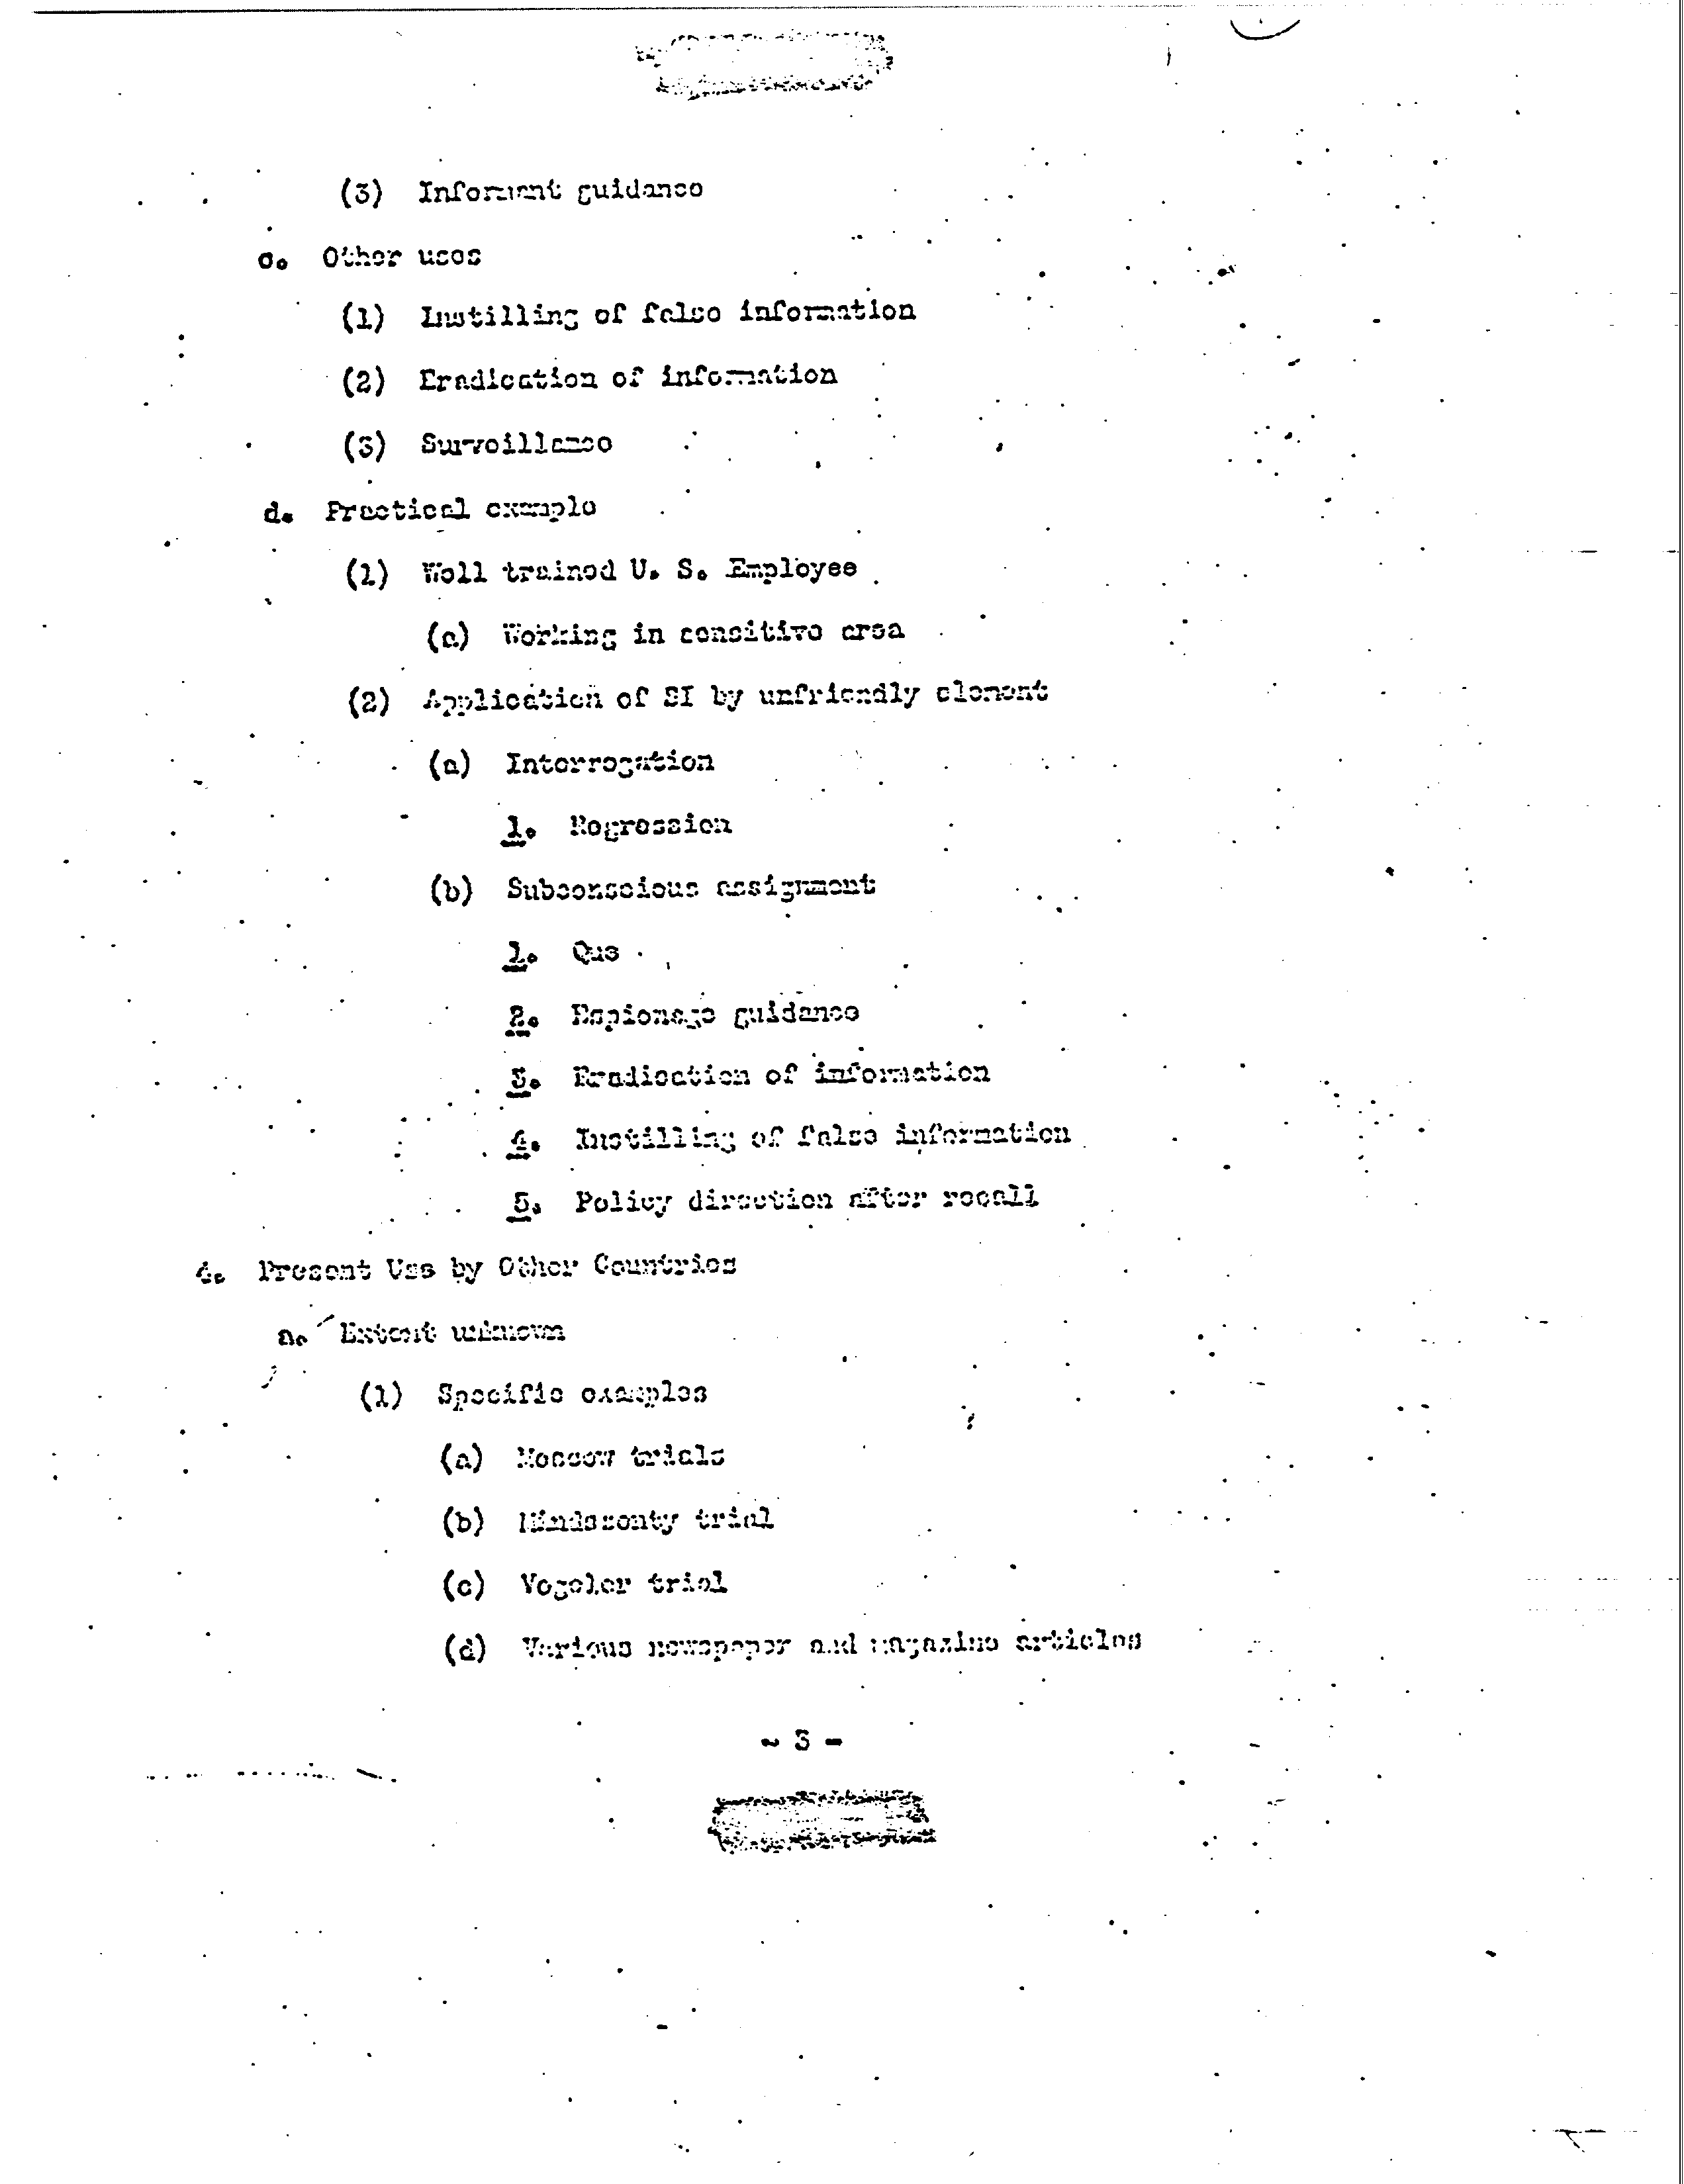 (3) Informant guidance
c. Other uses
(1) Instilling of false information
(2) Eradication of information
(3) Surveillance
d. Practical example
(1) Well trained U. S. Employee
(a) Working in sensitive area
(2) Application of SI by unfriendly element
(a) Interrogation
1. Regression
(b) Subconscious assignment
1. Que
2. Espionage guidance
3. Eradication of information
4. Instilling of false information
5. Policy direction after recall
4. Present Use by Other Countries
a. Extent unknown
(1) Specific examples
(a) Moscow trials
(b) Mindszenty trial
(c) Vogeler trial
(d) Various newspaper and magazine articles
- 3 -